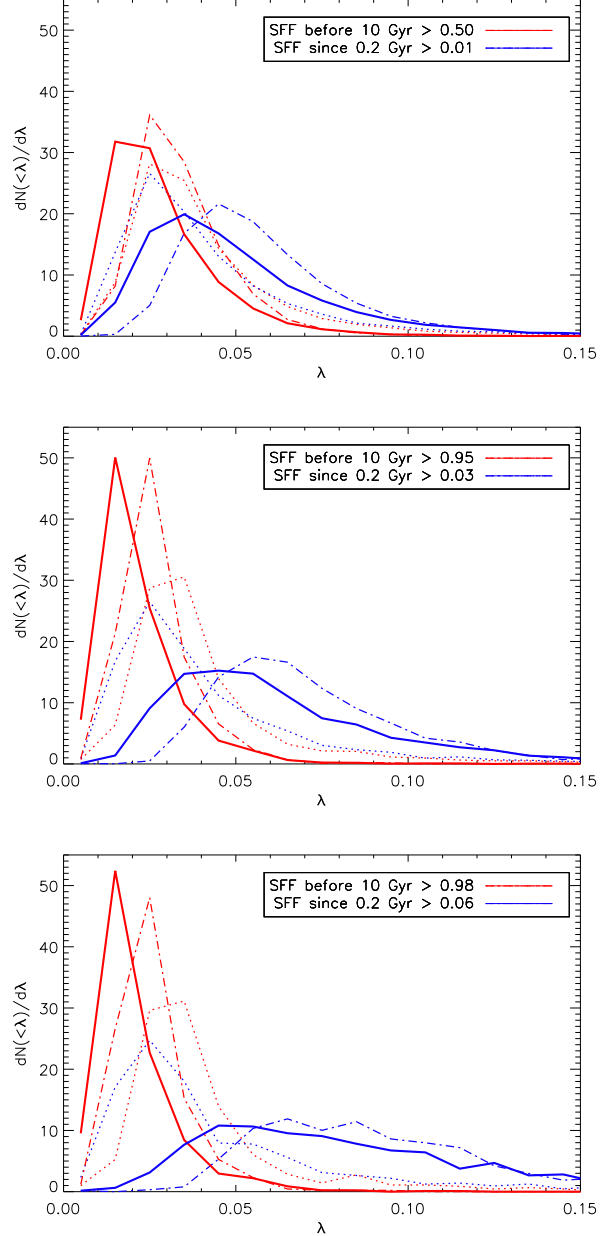 SFF before 10 Gyr > 0.50
SFF since 0.2 Gyr > 0.01
50
40
30
20
10
0
dN(<λ)/dλ
0.00 0.05 0.10 0.15
λ
SFF before 10 Gyr > 0.95
SFF since 0.2 Gyr > 0.03
50
40
30
20
10
0
dN(<λ)/dλ
0.00 0.05 0.10 0.15
λ
SFF before 10 Gyr > 0.98
SFF since 0.2 Gyr > 0.06
50
40
30
20
10
0
dN(<λ)/dλ
0.00 0.05 0.10 0.15
λ